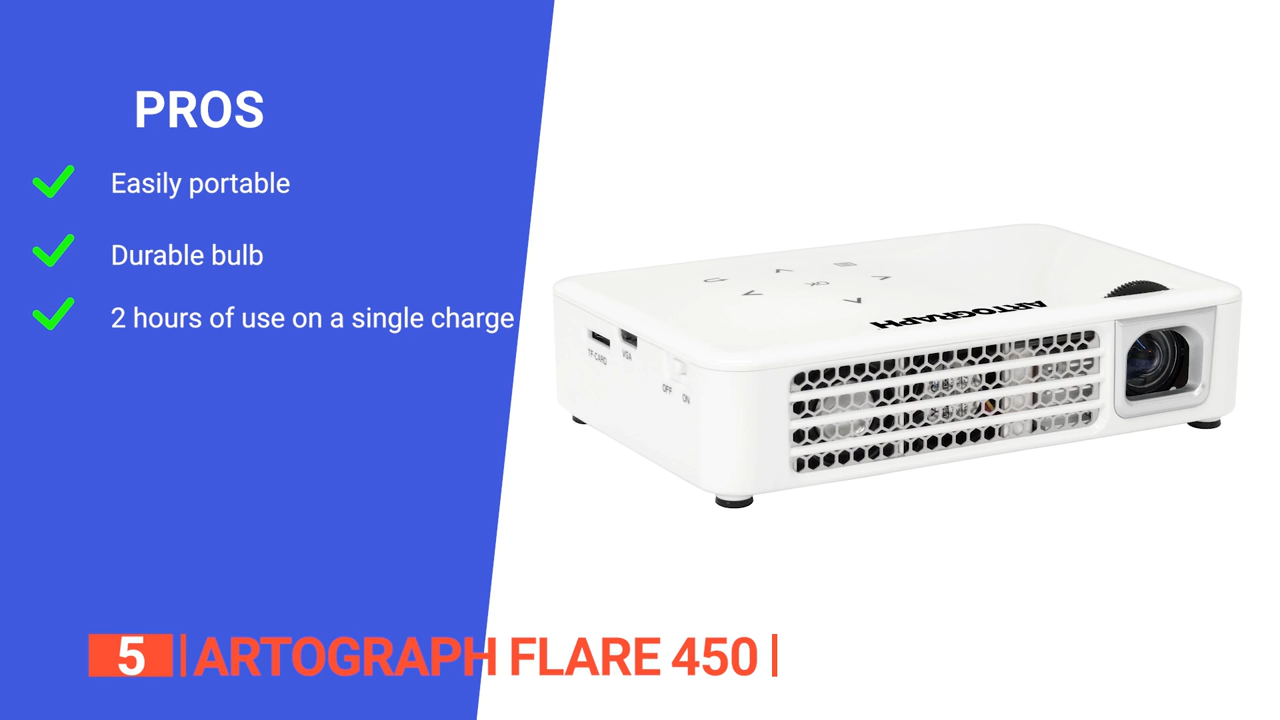 PROS
Easily portable
Durable bulb
2 hours of use on a single charge
OK
ARTOGRAPH
TF-CARD
VGA
OFF
ON
5
ARTOGRAPH FLARE 450